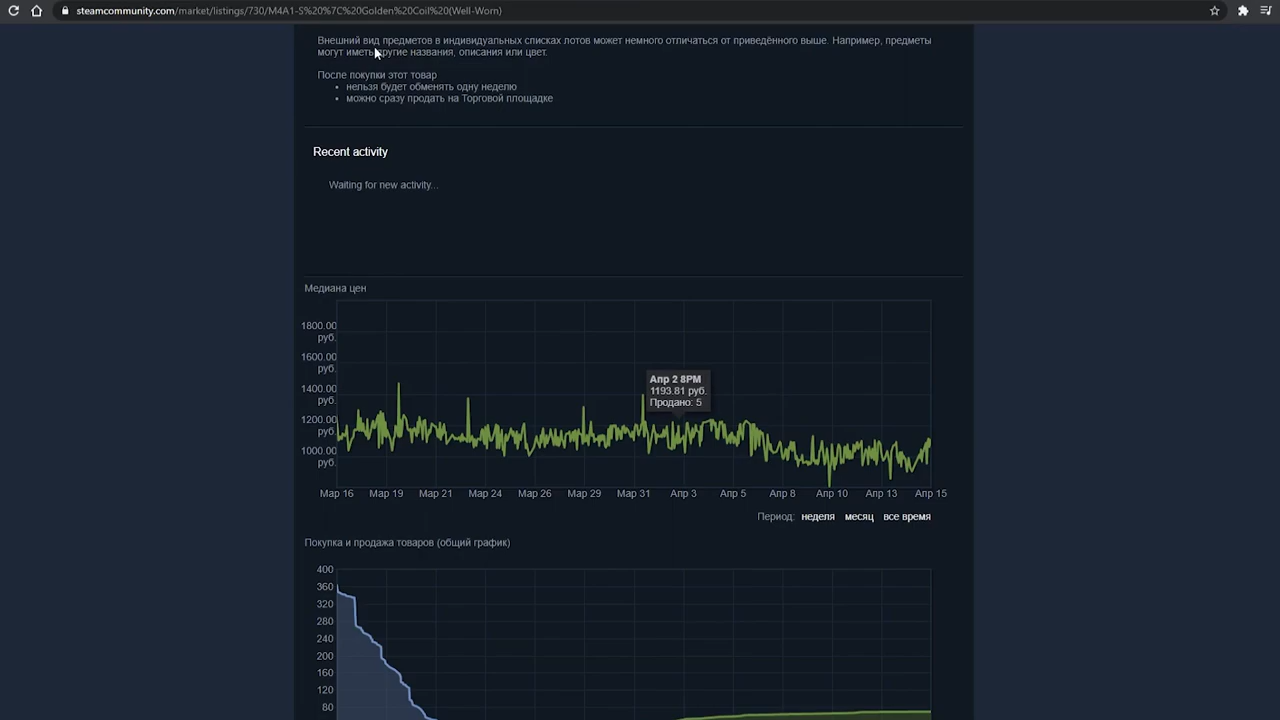 steamcommunity.com/market/listings/730/M4A1-S%20%7C%20Golden%20Coil%20(Well-Worn)
Внешний вид предметов в индивидуальных списках лотов может немного отличаться от приведённого выше. Например, предметы
могут иметь другие названия, описания или цвет.
После покупки этот товар
• нельзя будет обменять одну неделю
• можно сразу продать на Торговой площадке
Recent activity
Waiting for new activity...
Медиана цен
1800.00
руб.
1600.00
руб.
1400.00
руб.
1200.00
руб.
1000.00
руб.
Апр 2 8PM
1193.81 руб.
Продано: 5
Мар 16 Мар 19 Мар 21 Мар 24 Мар 26 Мар 29 Мар 31 Апр 3 Апр 5 Апр 8 Апр 10 Апр 13 Апр 15
Период: неделя месяц все время
Покупка и продажа товаров (общий график)
400
360
320
280
240
200
160
120
80